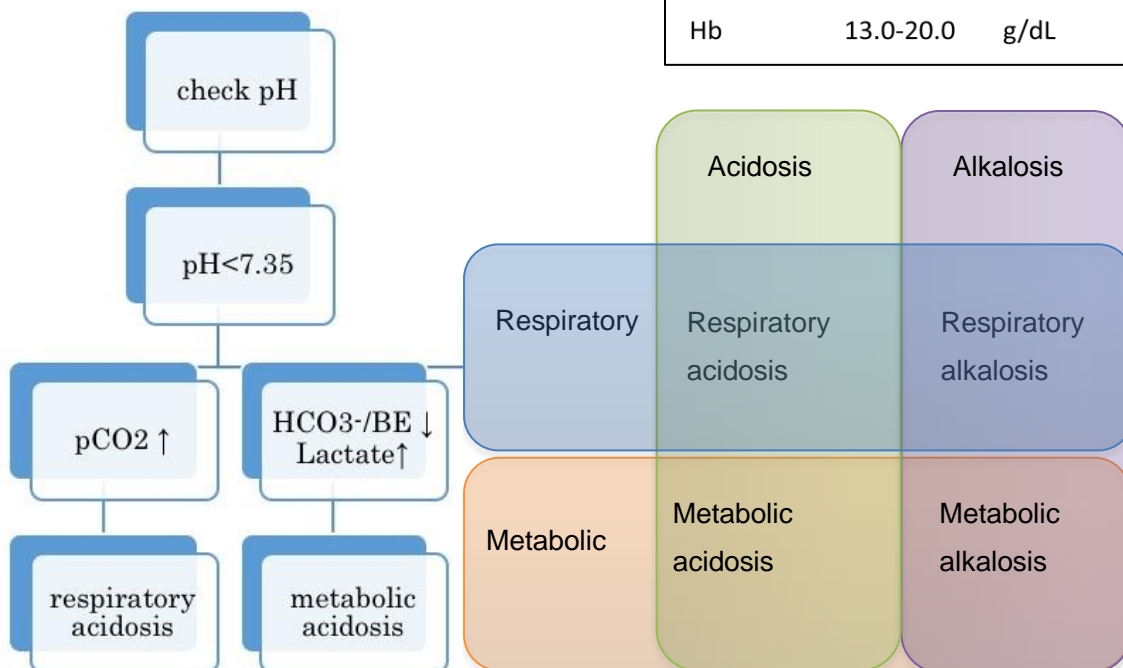 Hb 13.0-20.0 g/dL
check pH
pH<7.35
pCO2 ↑
HCO3-/BE ↓
Lactate↑
respiratory
acidosis
metabolic
acidosis
Acidosis
Alkalosis
Respiratory
Respiratory
acidosis
Respiratory
alkalosis
Metabolic
Metabolic
acidosis
Metabolic
alkalosis